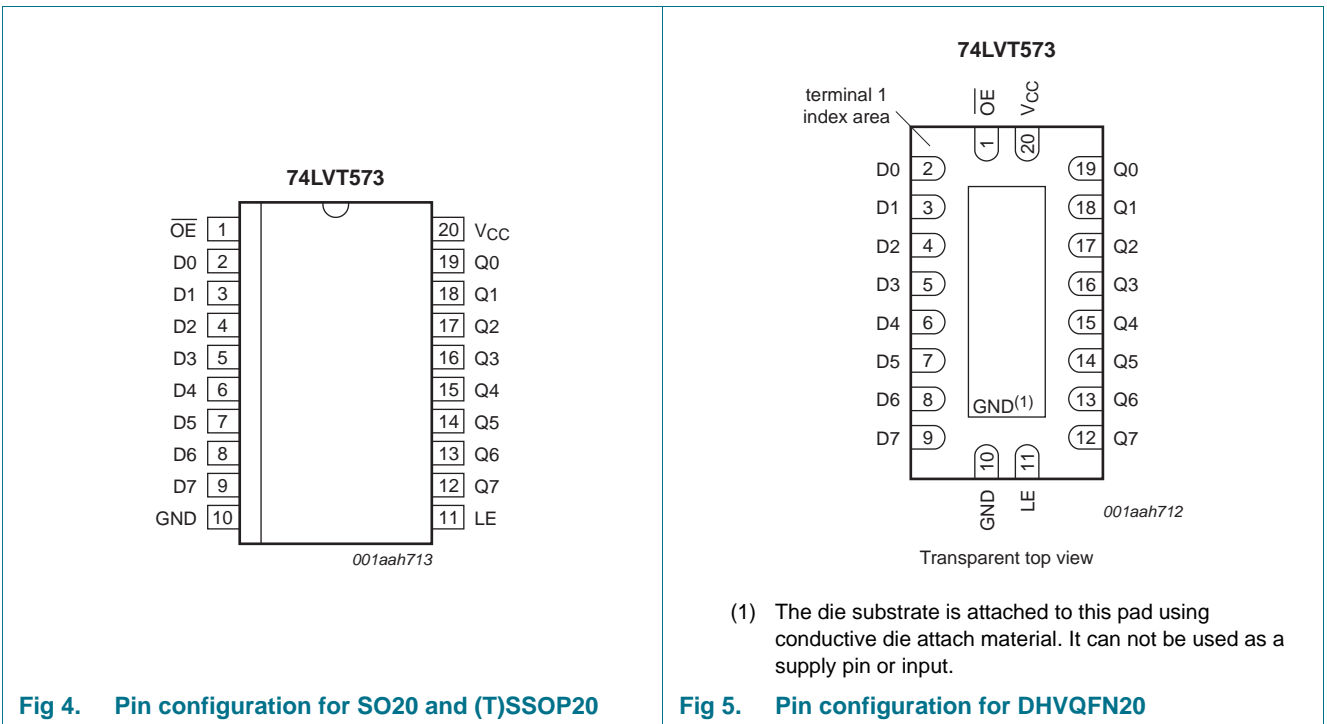 74LVT573
OE 1 20 VCC
D0 2 19 Q0
D1 3 18 Q1
D2 4 17 Q2
D3 5 16 Q3
D4 6 15 Q4
D5 7 14 Q5
D6 8 13 Q6
D7 9 12 Q7
GND 10 11 LE
001aah713
Fig 4. Pin configuration for SO20 and (T)SSOP20
74LVT573
terminal 1
index area
OE VCC
1 20
D0 2 19 Q0
D1 3 18 Q1
D2 4 17 Q2
D3 5 16 Q3
D4 6 15 Q4
D5 7 14 Q5
D6 8 13 Q6
GND(1)
D7 9 12 Q7
10 11
GND LE
001aah712
Transparent top view
(1) The die substrate is attached to this pad using
conductive die attach material. It can not be used as a
supply pin or input.
Fig 5. Pin configuration for DHVQFN20